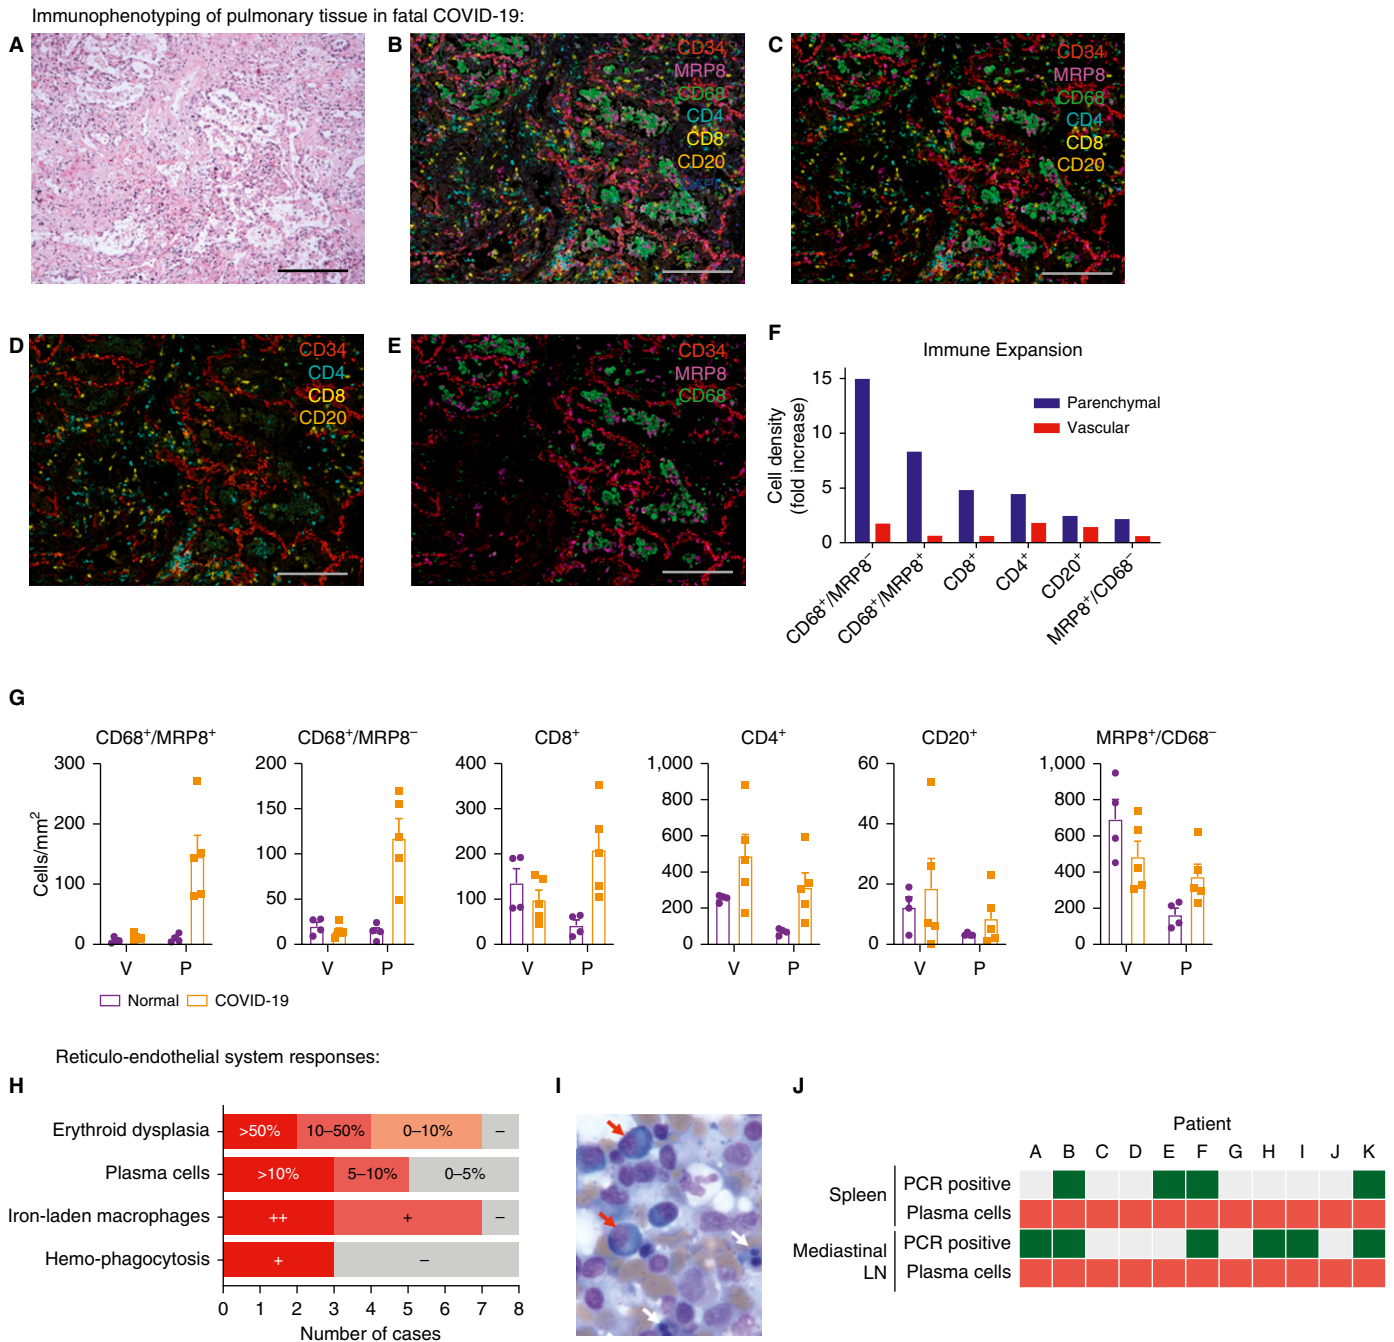 Immunophenotyping of pulmonary tissue in fatal COVID-19:
A
B
CD34
MRP8
CD68
CD4
CD8
CD20
DAPI
C
CD34
MRP8
CD68
CD4
CD8
CD20
D
CD34
CD4
CD8
CD20
E
CD34
MRP8
CD68
F
Immune Expansion
Cell density
(fold increase)
15
10
5
0
Parenchymal
Vascular
CD68+/MRP8−
CD68+/MRP8+
CD8+
CD4+
CD20+
MRP8+/CD68−
G
Cells/mm²
CD68+/MRP8+
300
200
100
0
V P
CD68+/MRP8−
200
150
100
50
0
V P
CD8+
400
300
200
100
0
V P
CD4+
1,000
800
600
400
200
0
V P
CD20+
60
40
20
0
V P
MRP8+/CD68−
1,000
800
600
400
200
0
V P
Normal COVID-19
Reticulo-endothelial system responses:
H
Erythroid dysplasia >50% 10–50% 0–10% –
Plasma cells >10% 5–10% 0–5%
Iron-laden macrophages ++ + –
Hemo-phagocytosis + –
0 1 2 3 4 5 6 7 8
Number of cases
I
J
Patient
A B C D E F G H I J K
Spleen
PCR positive
Plasma cells
Mediastinal
LN
PCR positive
Plasma cells